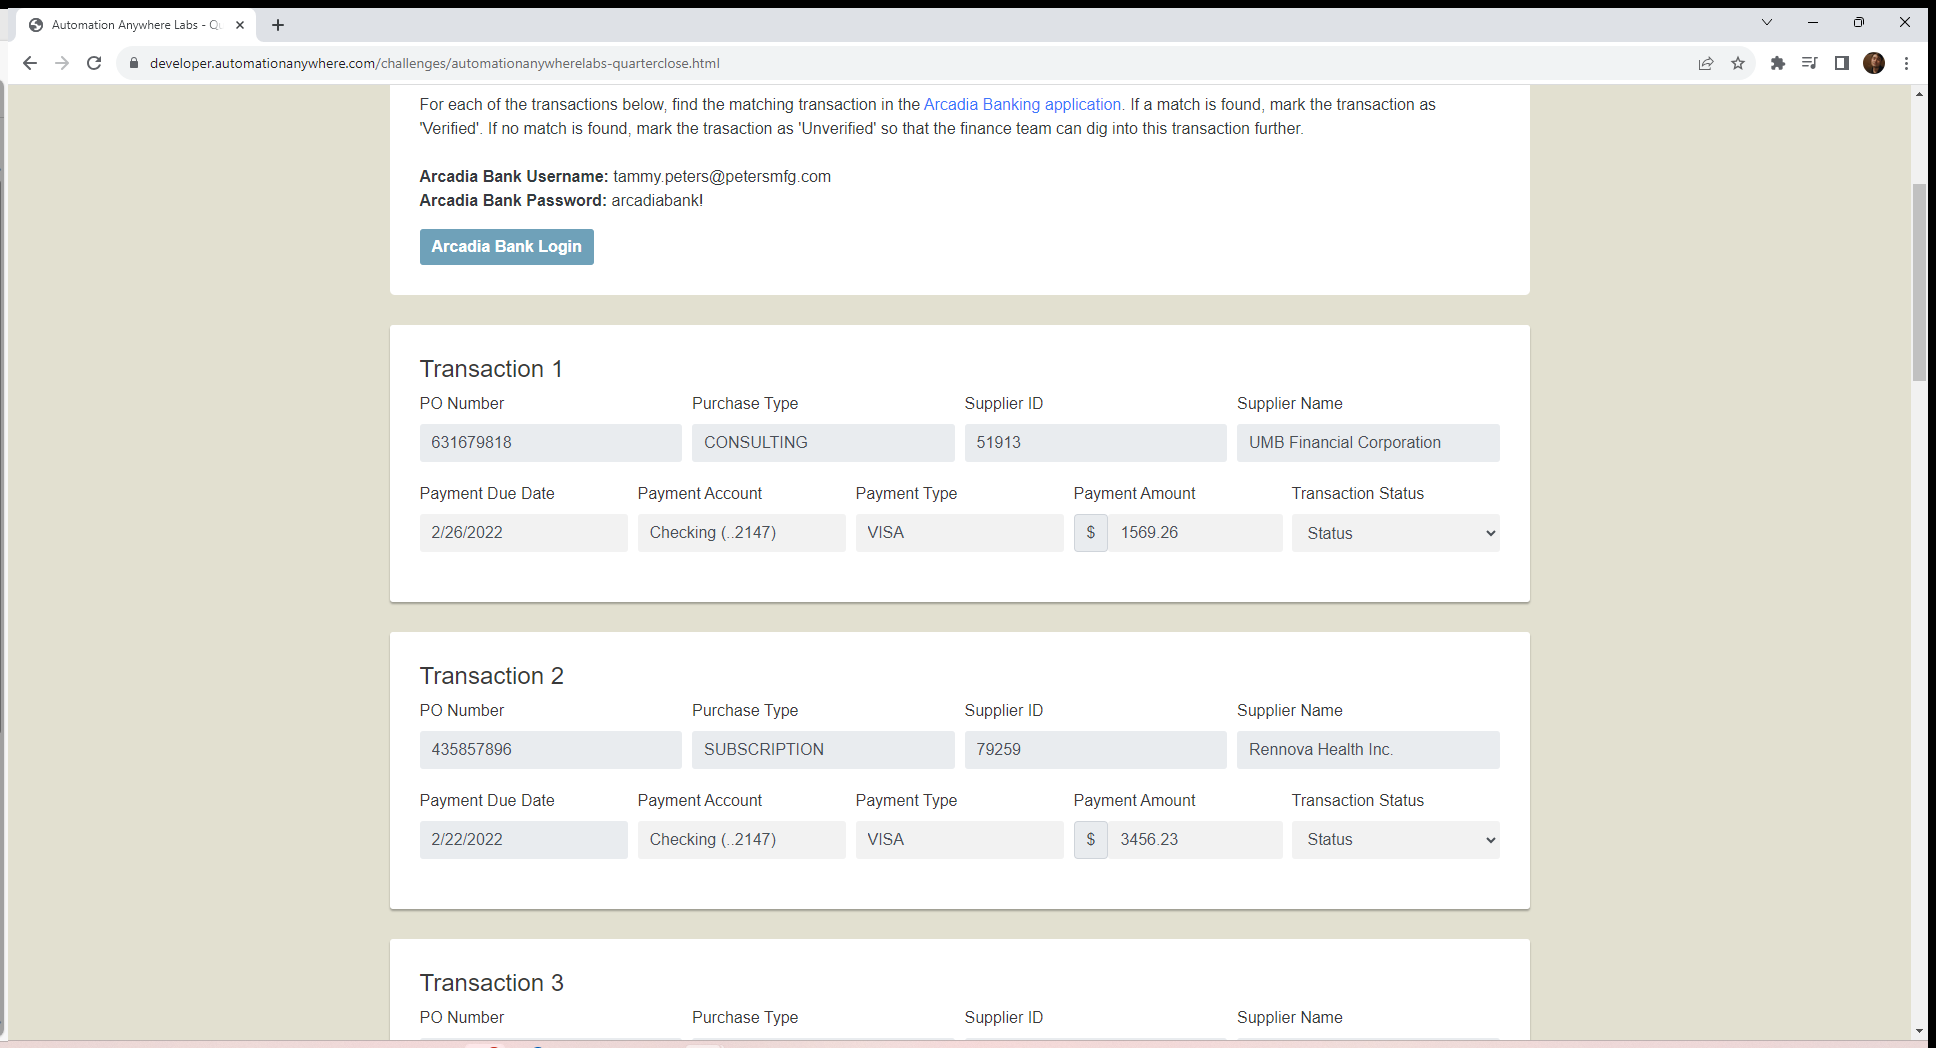 Automation Anywhere Labs - Q
developer.automationanywhere.com/challenges/automationanywherelabs-quarterclose.html
For each of the transactions below, find the matching transaction in the Arcadia Banking application. If a match is found, mark the transaction as
'Verified'. If no match is found, mark the trasaction as 'Unverified' so that the finance team can dig into this transaction further.
Arcadia Bank Username: tammy.peters@petersmfg.com
Arcadia Bank Password: arcadiabank!
Arcadia Bank Login
Transaction 1
PO Number Purchase Type Supplier ID Supplier Name
631679818 CONSULTING 51913 UMB Financial Corporation
Payment Due Date Payment Account Payment Type Payment Amount Transaction Status
2/26/2022 Checking (..2147) VISA $ 1569.26 Status
Transaction 2
PO Number Purchase Type Supplier ID Supplier Name
435857896 SUBSCRIPTION 79259 Rennova Health Inc.
Payment Due Date Payment Account Payment Type Payment Amount Transaction Status
2/22/2022 Checking (..2147) VISA $ 3456.23 Status
Transaction 3
PO Number Purchase Type Supplier ID Supplier Name